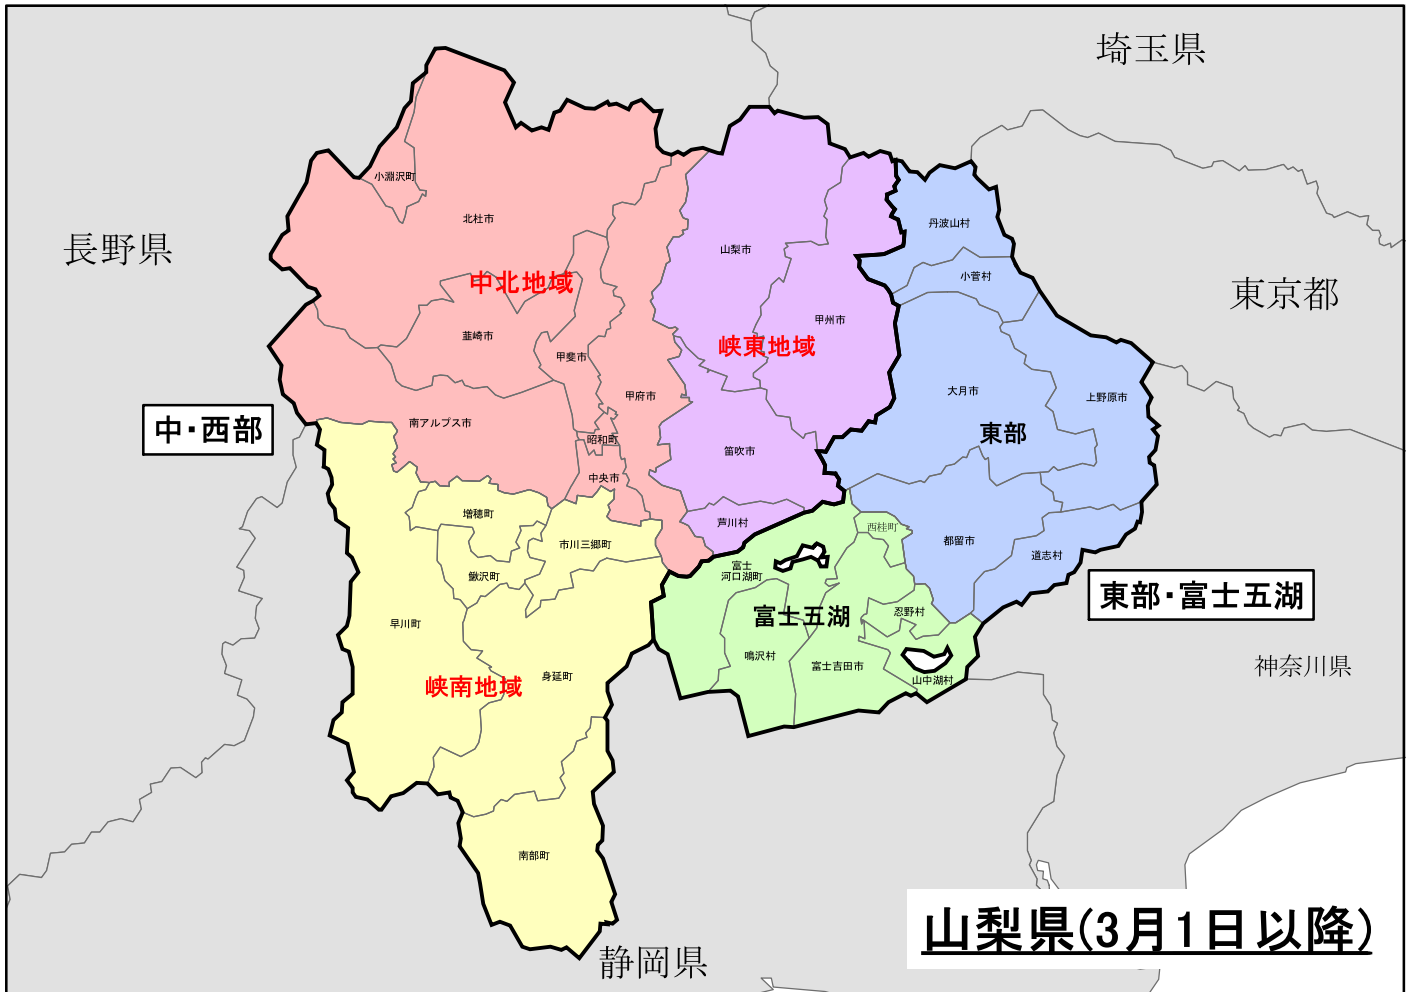 埼玉県
小淵沢町
北杜市
丹波山村
長野県
山梨市
小菅村
中北地域
東京都
甲州市
韮崎市
峡東地域
甲斐市
大月市
甲府市
上野原市
南アルプス市
中・西部
東部
昭和町
笛吹市
中央市
増穂町
芦川村
西桂町
市川三郷町
都留市
道志村
富士
河口湖町
鰍沢町
東部・富士五湖
忍野村
富士五湖
早川町
鳴沢村
富士吉田市
神奈川県
身延町
山中湖村
峡南地域
南部町
山梨県(3月1日以降)
静岡県